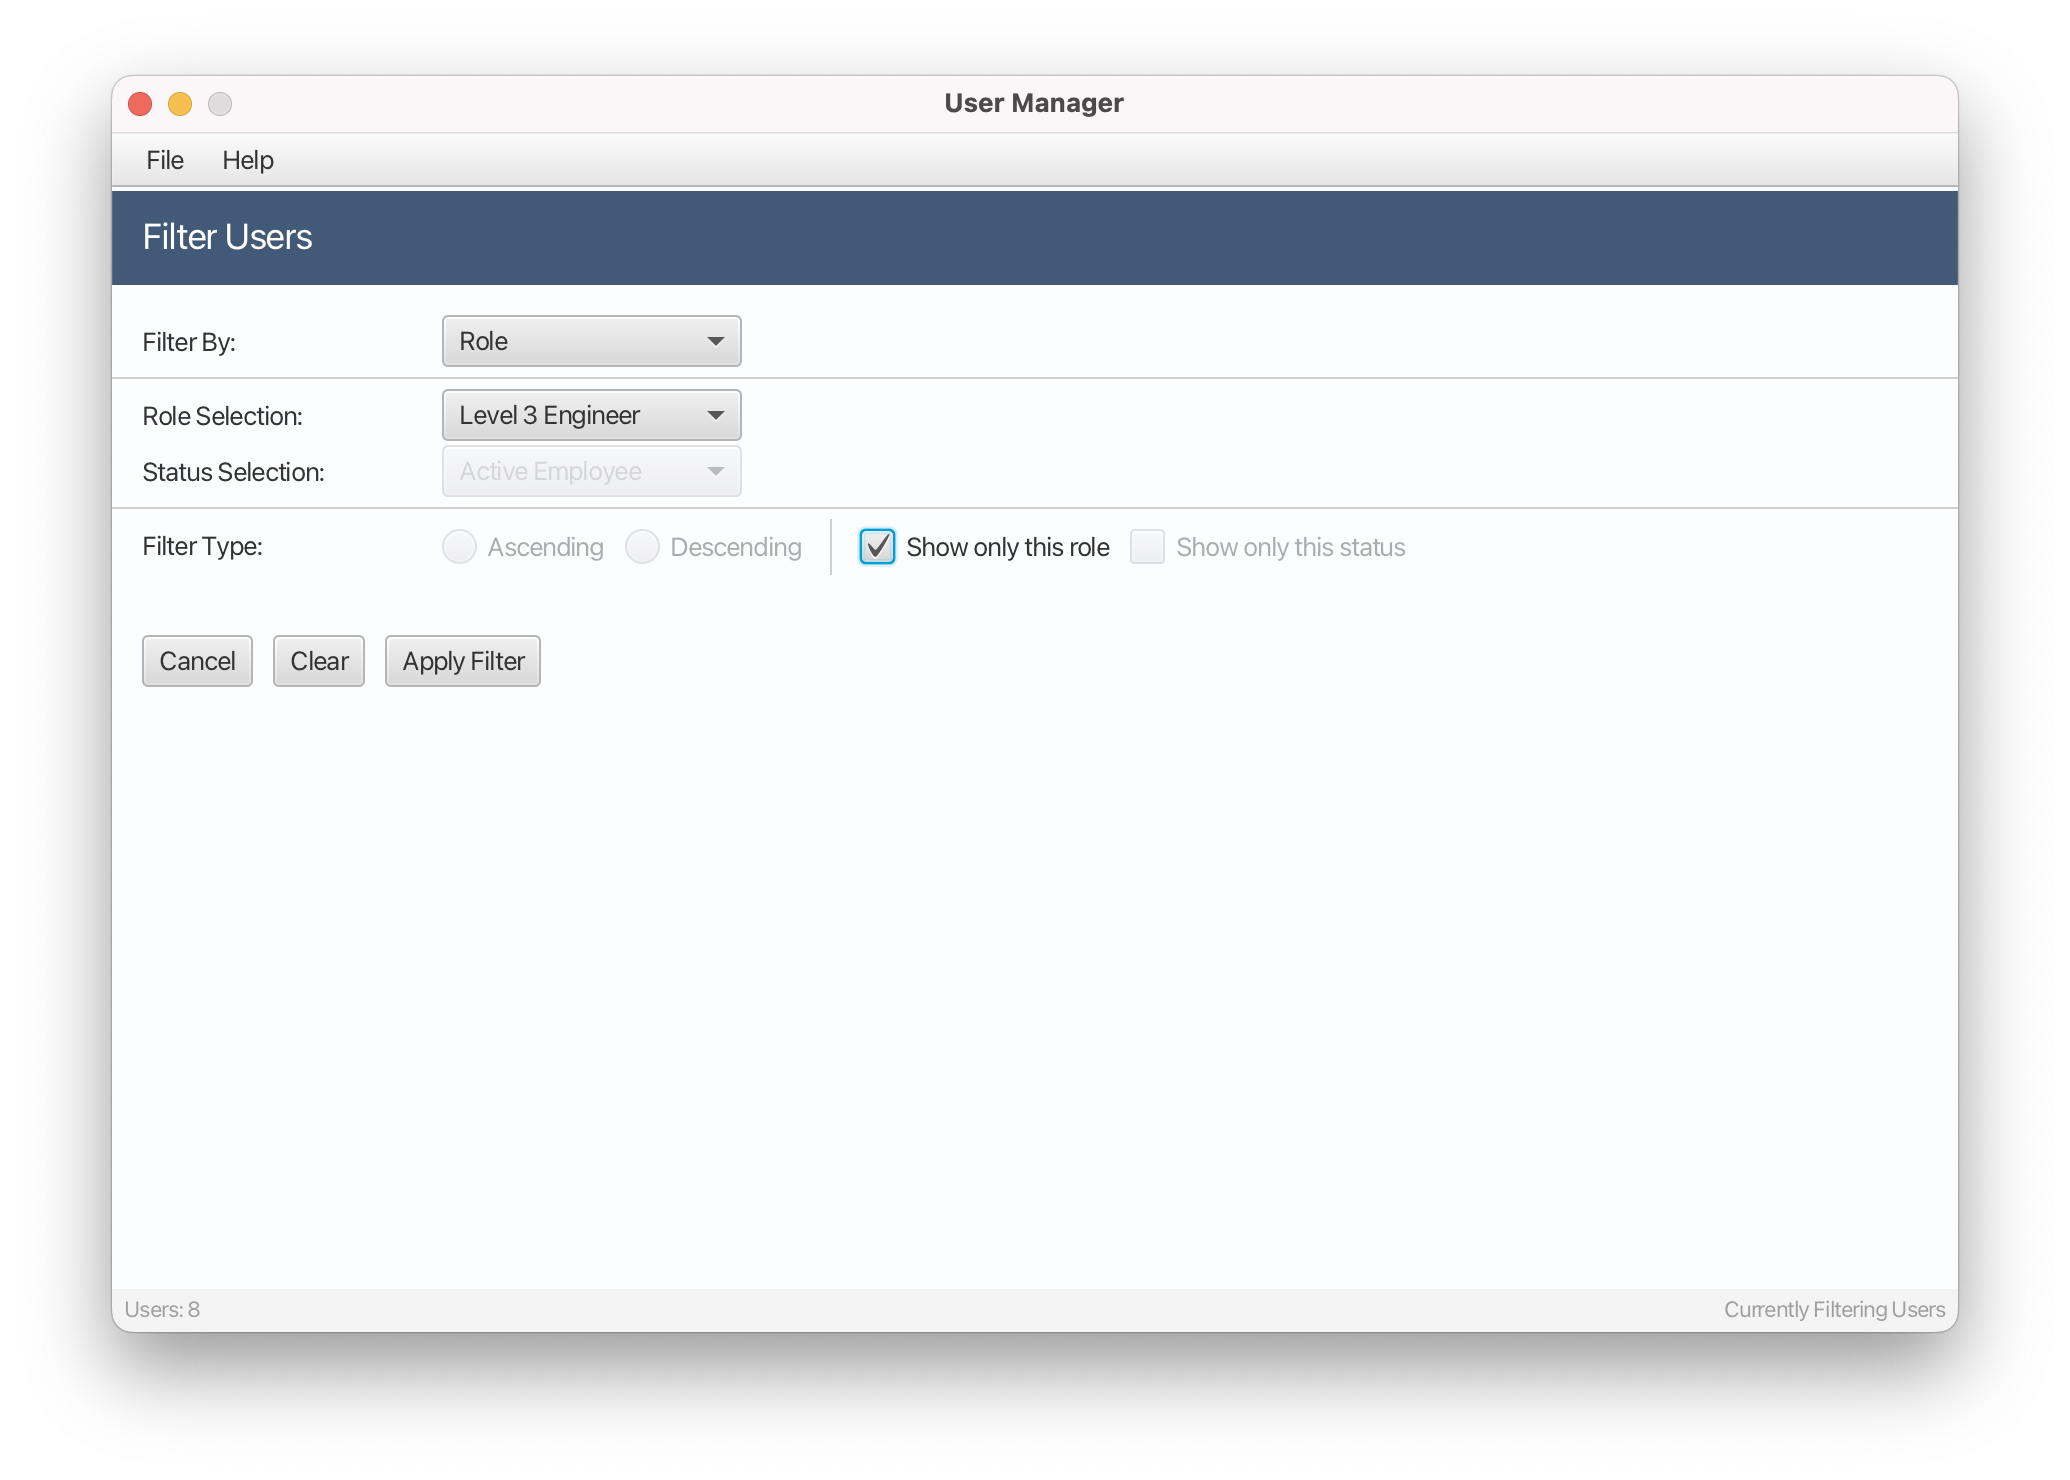 User Manager
File Help
Filter Users
Filter By: Role
Role Selection: Level 3 Engineer
Status Selection: Active Employee
Filter Type: Ascending Descending Show only this role Show only this status
Cancel Clear Apply Filter
Users: 8 Currently Filtering Users